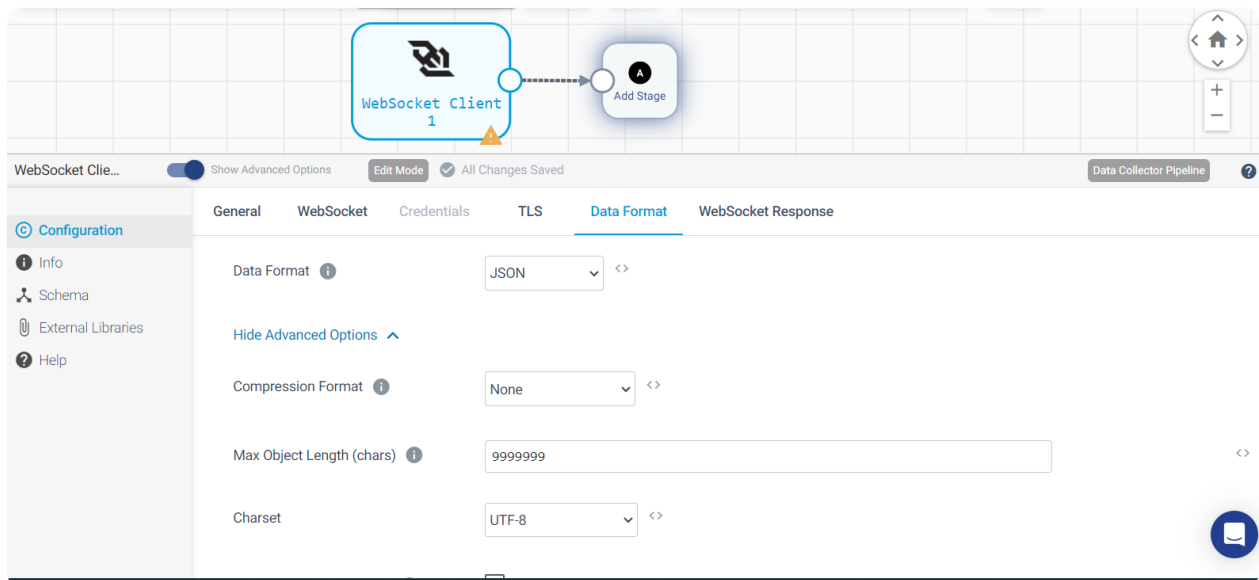 WebSocket Client
1
A
Add Stage
+
−
WebSocket Clie...
Show Advanced Options
Edit Mode
All Changes Saved
Data Collector Pipeline
?
C Configuration
i Info
Schema
External Libraries
? Help
General
WebSocket
Credentials
TLS
Data Format
WebSocket Response
Data Format i
JSON
<>
Hide Advanced Options
Compression Format i
None
<>
Max Object Length (chars) i
9999999
<>
Charset
UTF-8
<>